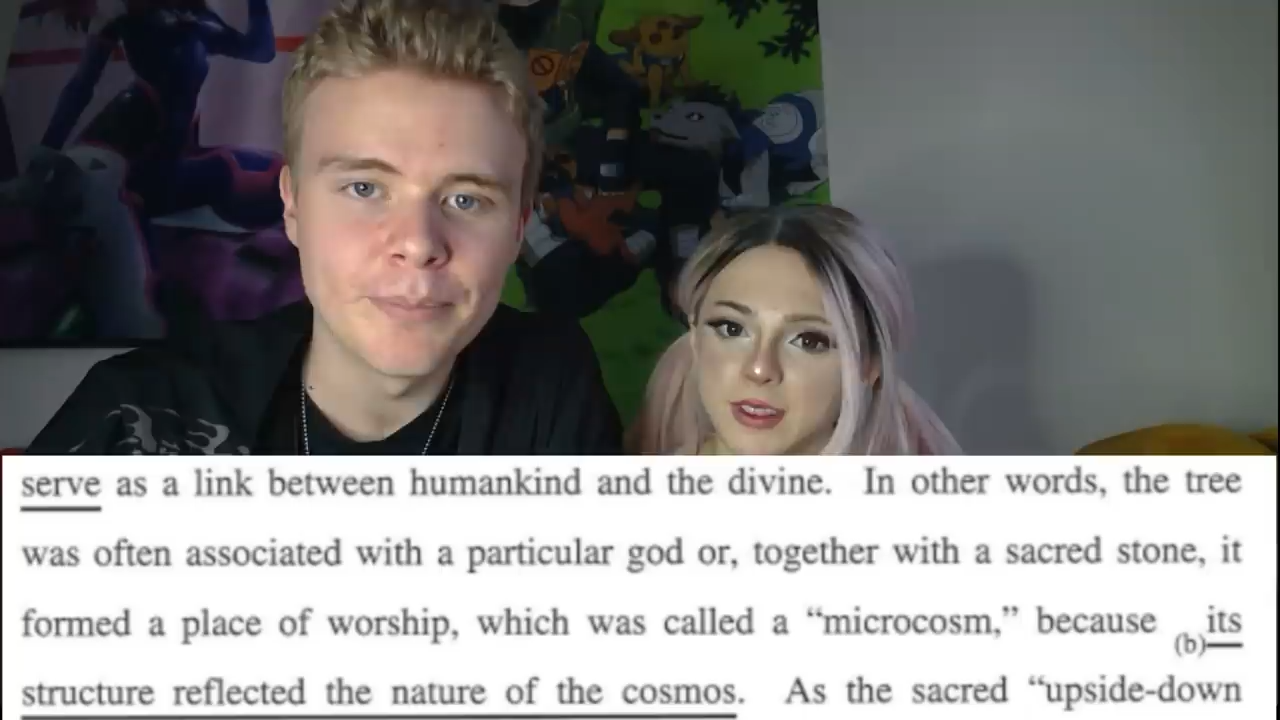 serve as a link between humankind and the divine. In other words, the tree
was often associated with a particular god or, together with a sacred stone, it
formed a place of worship, which was called a “microcosm,” because (b) its
structure reflected the nature of the cosmos. As the sacred “upside-down